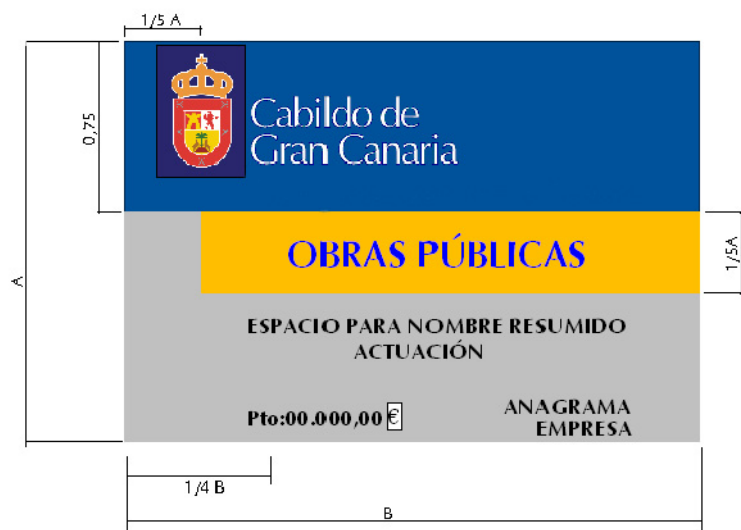 1/5 A
Cabildo de
Gran Canaria
0,75
OBRAS PÚBLICAS
1/5A
A
ESPACIO PARA NOMBRE RESUMIDO
ACTUACIÓN
Pto:00.000,00 €
ANAGRAMA
EMPRESA
1/4 B
B